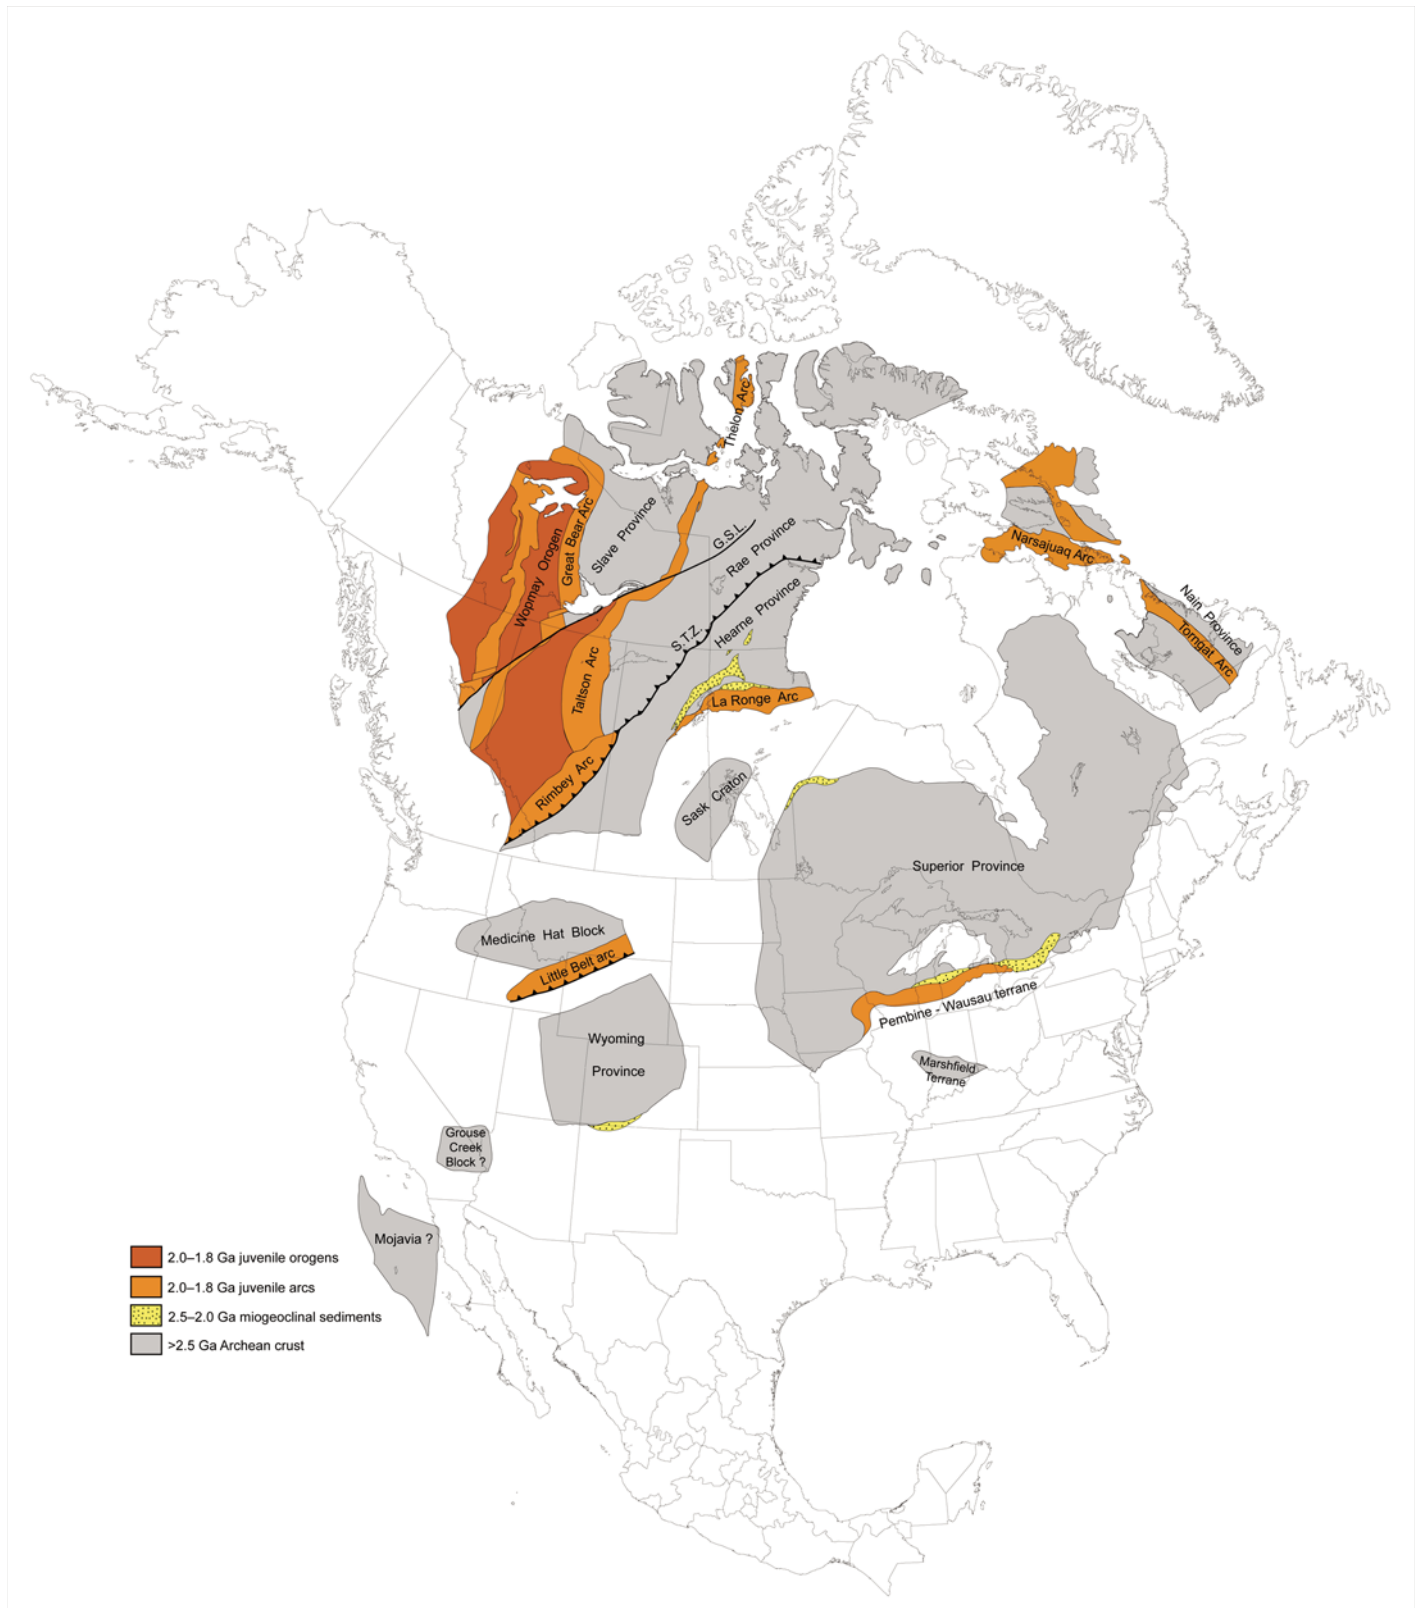 Thelon Arc
Great Bear Arc
Slave Province
Wopmay Orogen
G.S.L.
Rae Province
Narsajuaq Arc
Nain Province
Torngat Arc
Hearne Province
S.T.Z.
Taltson Arc
La Ronge Arc
Rimbey Arc
Sask Craton
Superior Province
Medicine Hat Block
Little Belt arc
Pembine - Wausau terrane
Wyoming
Province
Marshfield
Terrane
Grouse
Creek
Block ?
Mojavia ?
2.0–1.8 Ga juvenile orogens
2.0–1.8 Ga juvenile arcs
2.5–2.0 Ga miogeoclinal sediments
>2.5 Ga Archean crust